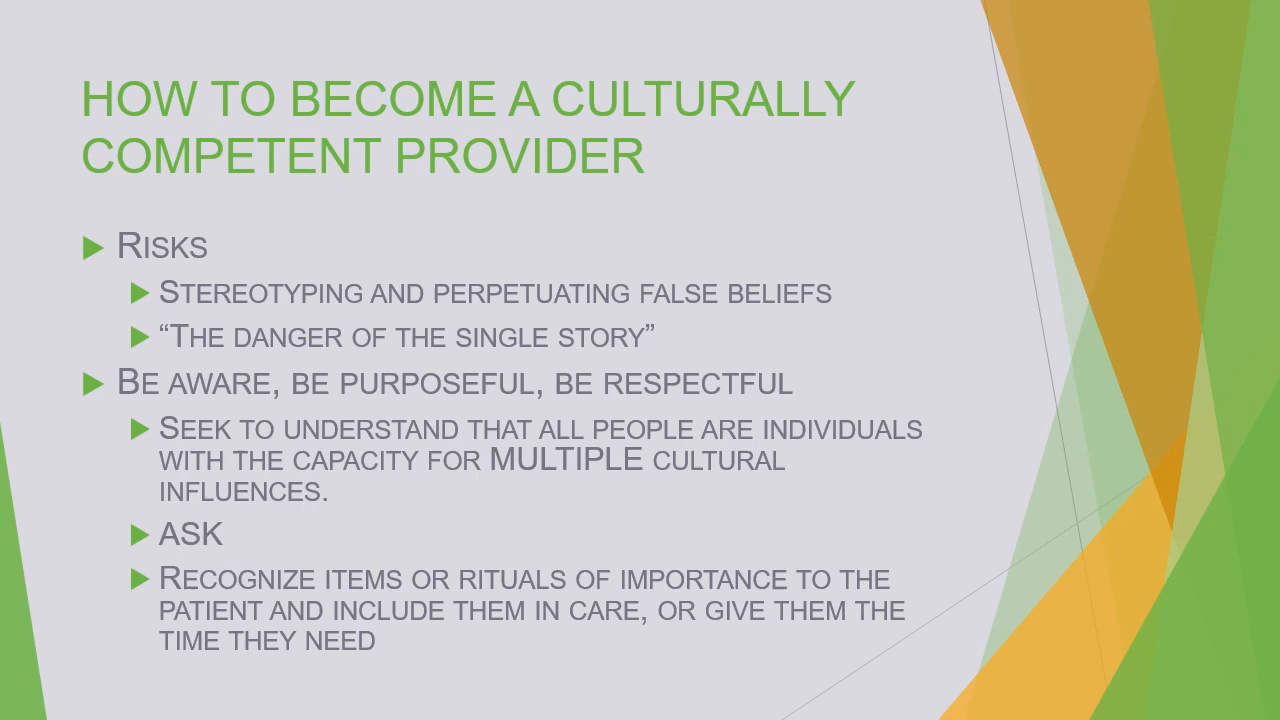 HOW TO BECOME A CULTURALLY
COMPETENT PROVIDER
RISKS
STEREOTYPING AND PERPETUATING FALSE BELIEFS
“THE DANGER OF THE SINGLE STORY”
BE AWARE, BE PURPOSEFUL, BE RESPECTFUL
SEEK TO UNDERSTAND THAT ALL PEOPLE ARE INDIVIDUALS
WITH THE CAPACITY FOR MULTIPLE CULTURAL
INFLUENCES.
ASK
RECOGNIZE ITEMS OR RITUALS OF IMPORTANCE TO THE
PATIENT AND INCLUDE THEM IN CARE, OR GIVE THEM THE
TIME THEY NEED